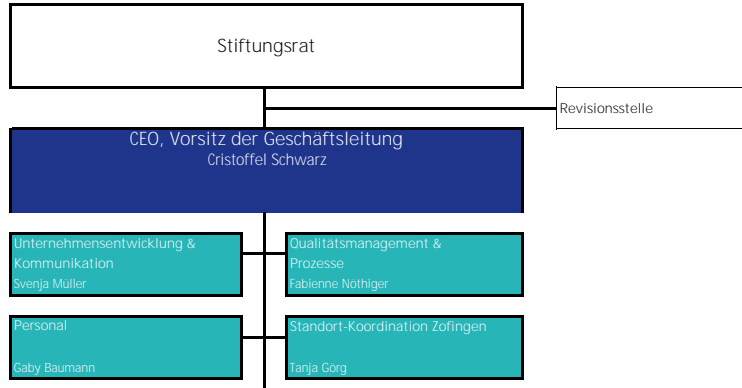 Stiftungsrat
Revisionsstelle
CEO, Vorsitz der Geschäftsleitung
Cristoffel Schwarz
Unternehmensentwicklung &
Kommunikation
Svenja Müller
Qualitätsmanagement &
Prozesse
Fabienne Nöthiger
Personal
Gaby Baumann
Standort-Koordination Zofingen
Tanja Görg